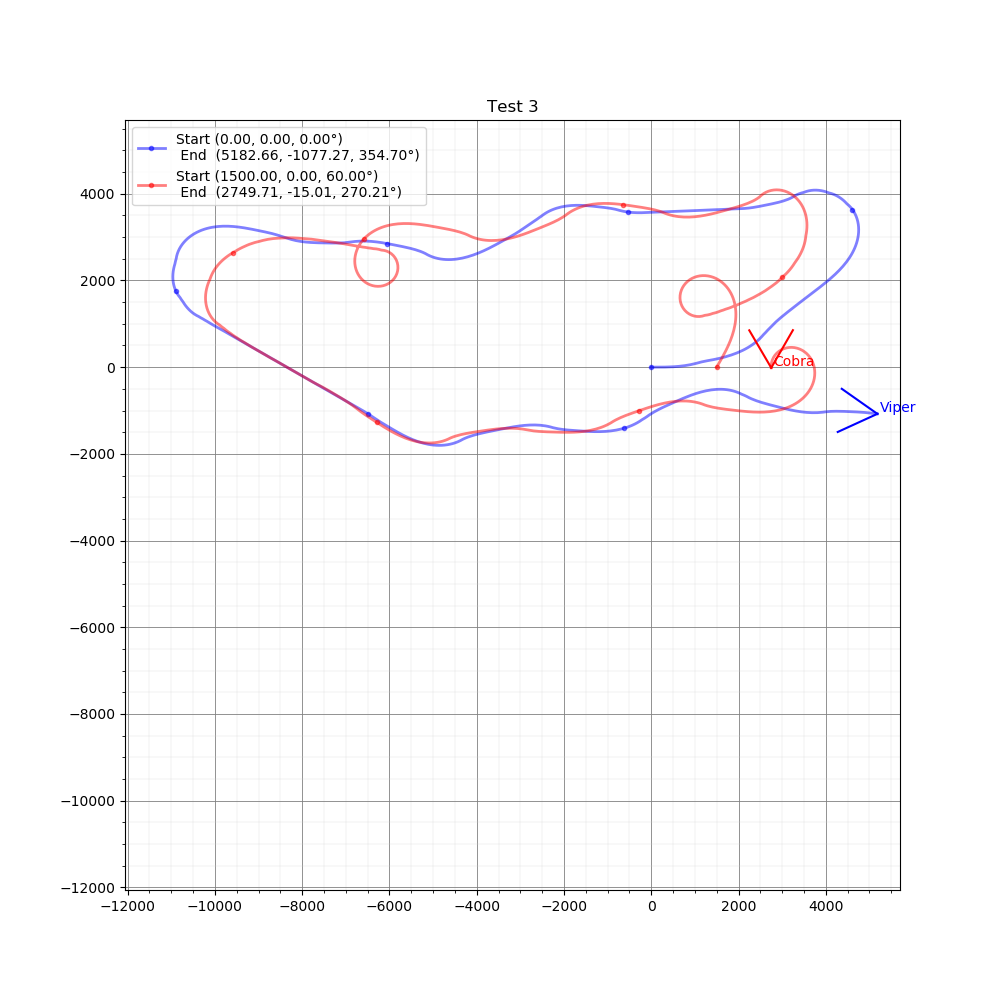 Test 3
Start (0.00, 0.00, 0.00°)
End (5182.66, -1077.27, 354.70°)
Start (1500.00, 0.00, 60.00°)
End (2749.71, -15.01, 270.21°)
4000
2000
0
−2000
−4000
−6000
−8000
−10000
−12000
Cobra
Viper
−12000 −10000 −8000 −6000 −4000 −2000 0 2000 4000